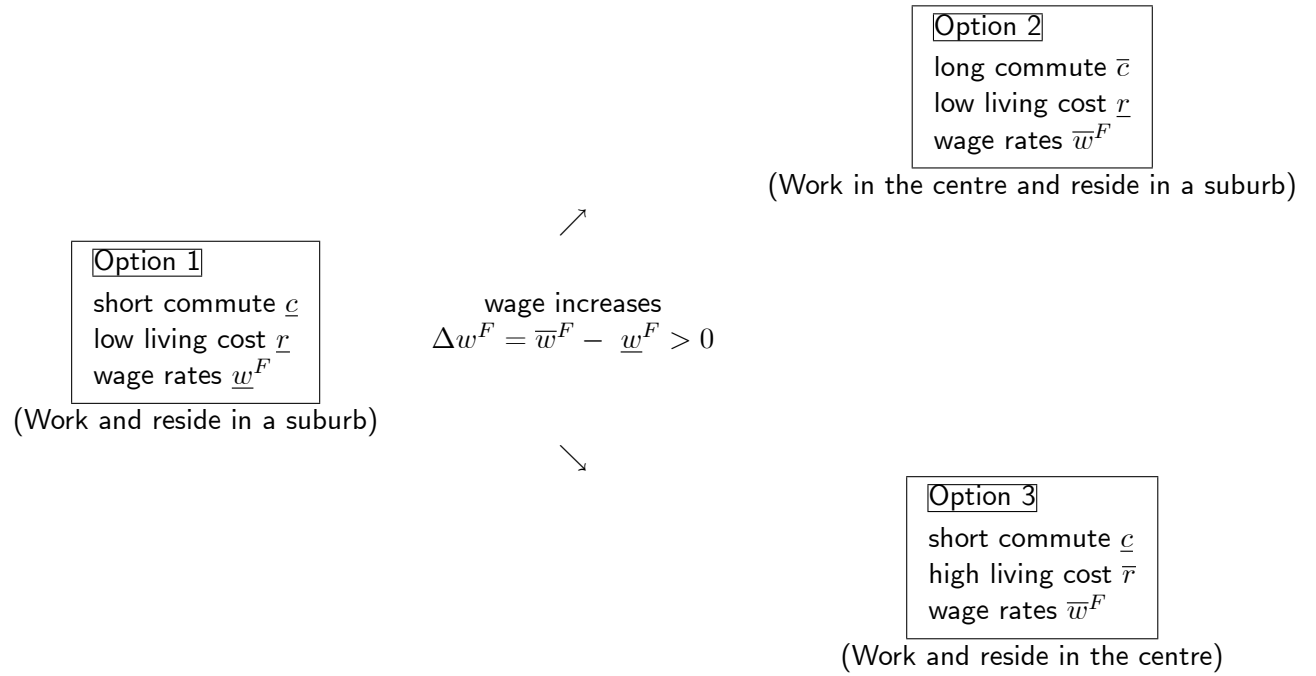 Option 1
short commute c̲
low living cost r̲
wage rates w̲^F
(Work and reside in a suburb)
wage increases
Δw^F = w̅^F − w̲^F > 0
Option 2
long commute c̅
low living cost r̲
wage rates w̅^F
(Work in the centre and reside in a suburb)
Option 3
short commute c̲
high living cost r̅
wage rates w̅^F
(Work and reside in the centre)